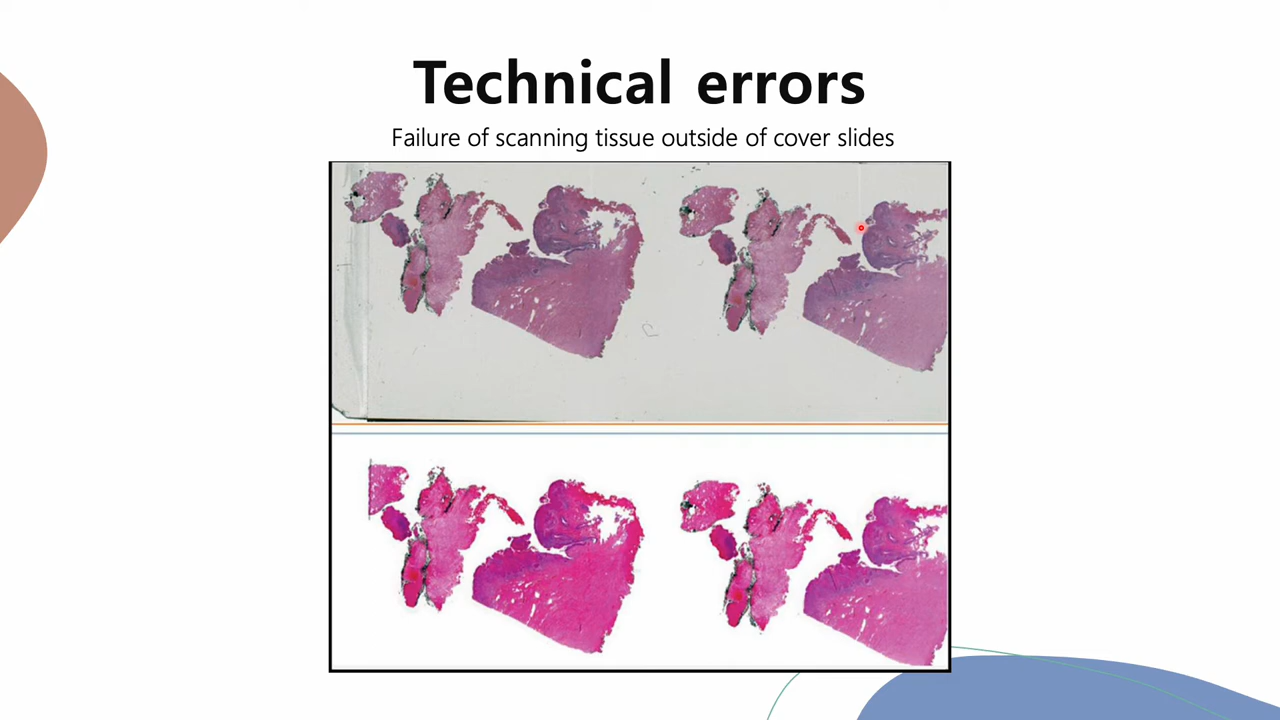 Technical errors
Failure of scanning tissue outside of cover slides